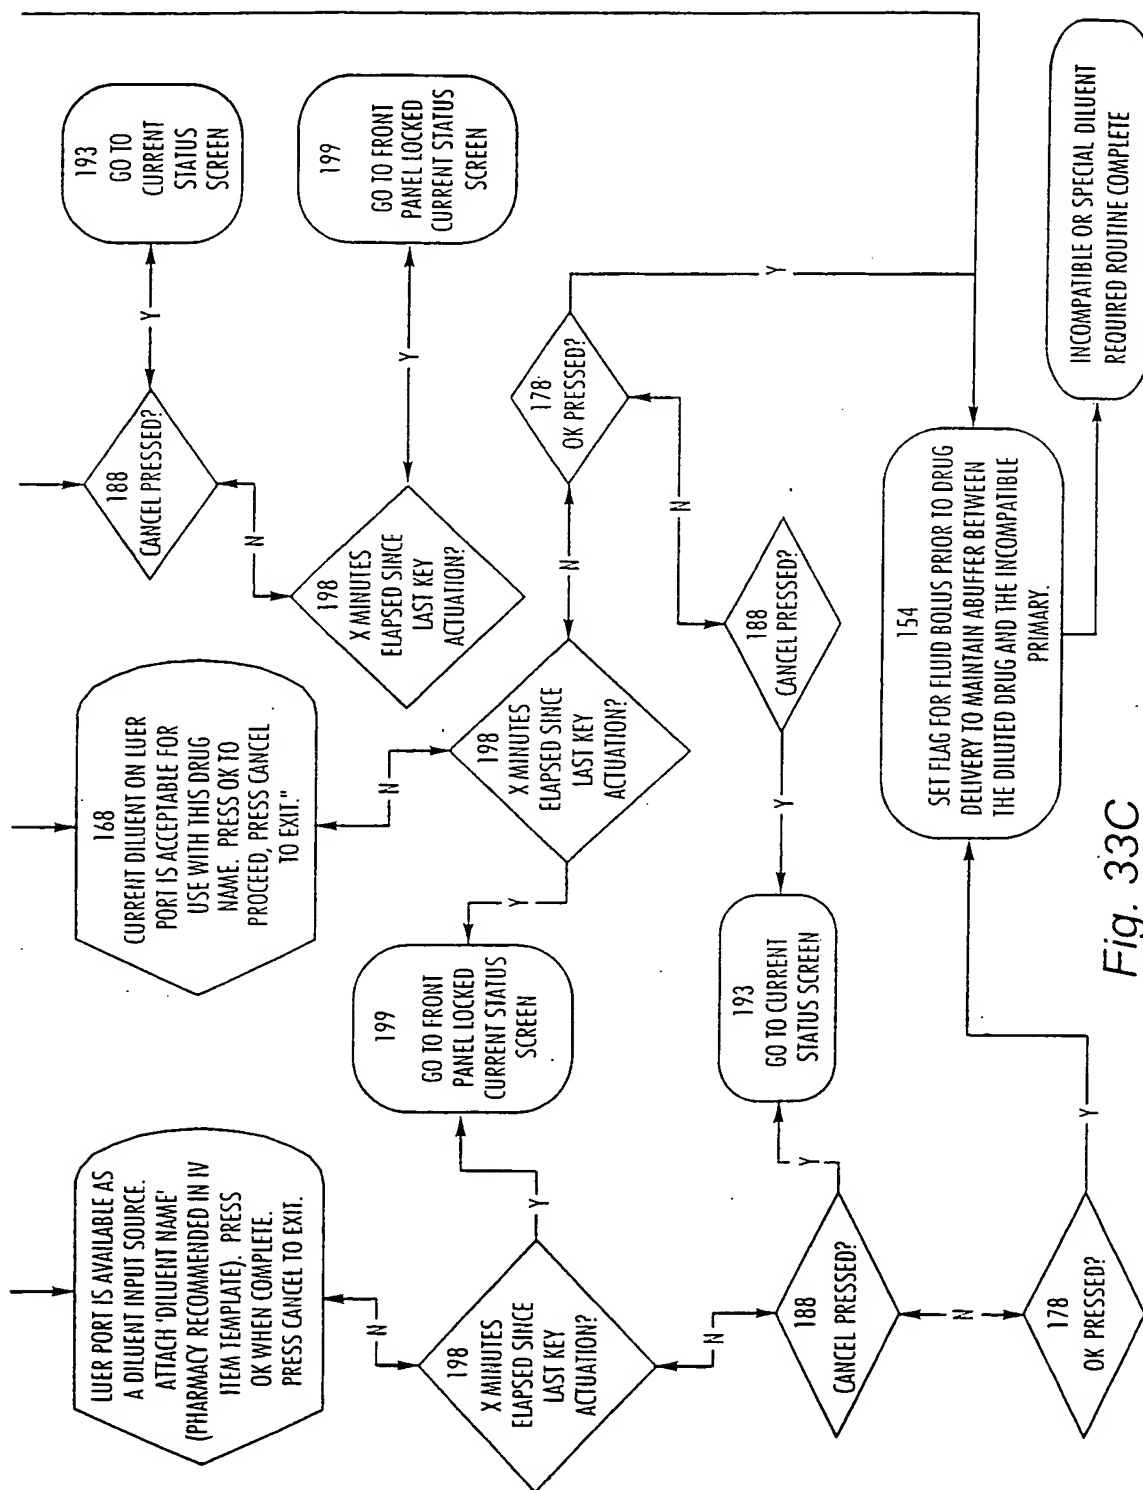 LUER PORT IS AVAILABLE AS
A DILUENT INPUT SOURCE.
ATTACH 'DILUENT NAME'
(PHARMACY RECOMMENDED IN IV
ITEM TEMPLATE). PRESS
OK WHEN COMPLETE.
PRESS CANCEL TO EXIT.
168
CURRENT DILUENT ON LUER
PORT IS ACCEPTABLE FOR
USE WITH THIS DRUG
NAME. PRESS OK TO
PROCEED, PRESS CANCEL
TO EXIT."
188
CANCEL PRESSED?
Y
193
GO TO
CURRENT
STATUS
SCREEN
N
198
X MINUTES
ELAPSED SINCE
LAST KEY
ACTUATION?
Y
199
GO TO FRONT
PANEL LOCKED
CURRENT STATUS
SCREEN
N
198
X MINUTES
ELAPSED SINCE
LAST KEY
ACTUATION?
Y
199
GO TO FRONT
PANEL LOCKED
CURRENT STATUS
SCREEN
N
198
X MINUTES
ELAPSED SINCE
LAST KEY
ACTUATION?
Y
N
178
OK PRESSED?
Y
N
188
CANCEL PRESSED?
Y
193
GO TO CURRENT
STATUS SCREEN
N
188
CANCEL PRESSED?
Y
N
178
OK PRESSED?
Y
154
SET FLAG FOR FLUID BOLUS PRIOR TO DRUG
DELIVERY TO MAINTAIN ABUFFER BETWEEN
THE DILUTED DRUG AND THE INCOMPATIBLE
PRIMARY.
INCOMPATIBLE OR SPECIAL DILUENT
REQUIRED ROUTINE COMPLETE
Fig. 33C